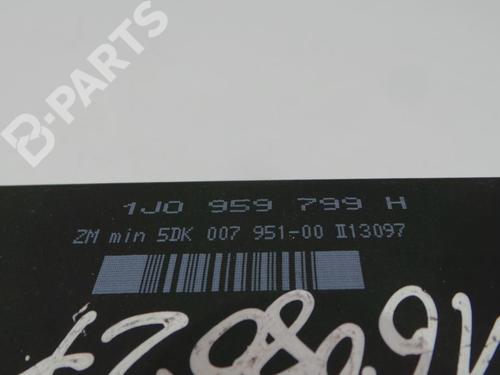 B-PARTS
1J0 959 799 H
ZM min 5DK 007 951-00 II13097